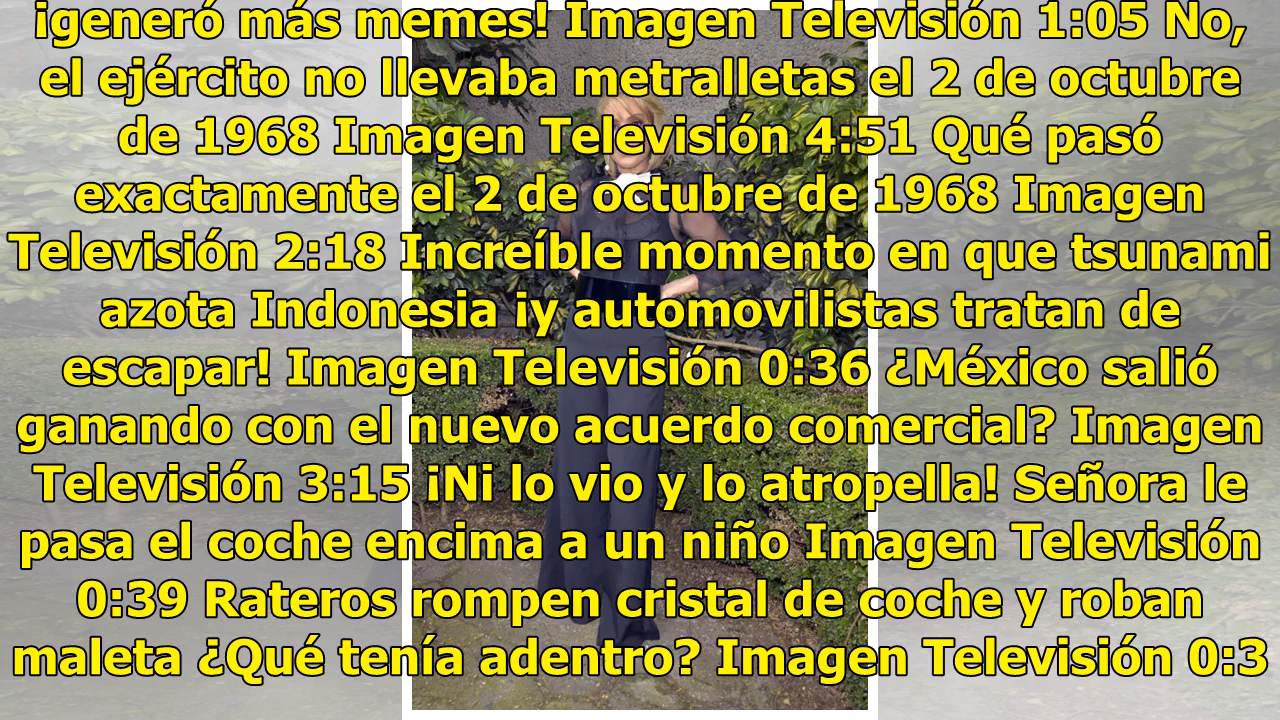 ¡generó más memes! Imagen Televisión 1:05 No,
el ejército no llevaba metralletas el 2 de octubre
de 1968 Imagen Televisión 4:51 Qué pasó
exactamente el 2 de octubre de 1968 Imagen
Televisión 2:18 Increíble momento en que tsunami
azota Indonesia ¡y automovilistas tratan de
escapar! Imagen Televisión 0:36 ¿México salió
ganando con el nuevo acuerdo comercial? Imagen
Televisión 3:15 ¡Ni lo vio y lo atropella! Señora le
pasa el coche encima a un niño Imagen Televisión
0:39 Rateros rompen cristal de coche y roban
maleta ¿Qué tenía adentro? Imagen Televisión 0:3